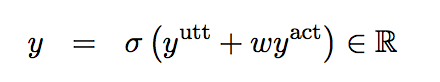 y = σ (y^utt + wy^act) ∈ ℝ